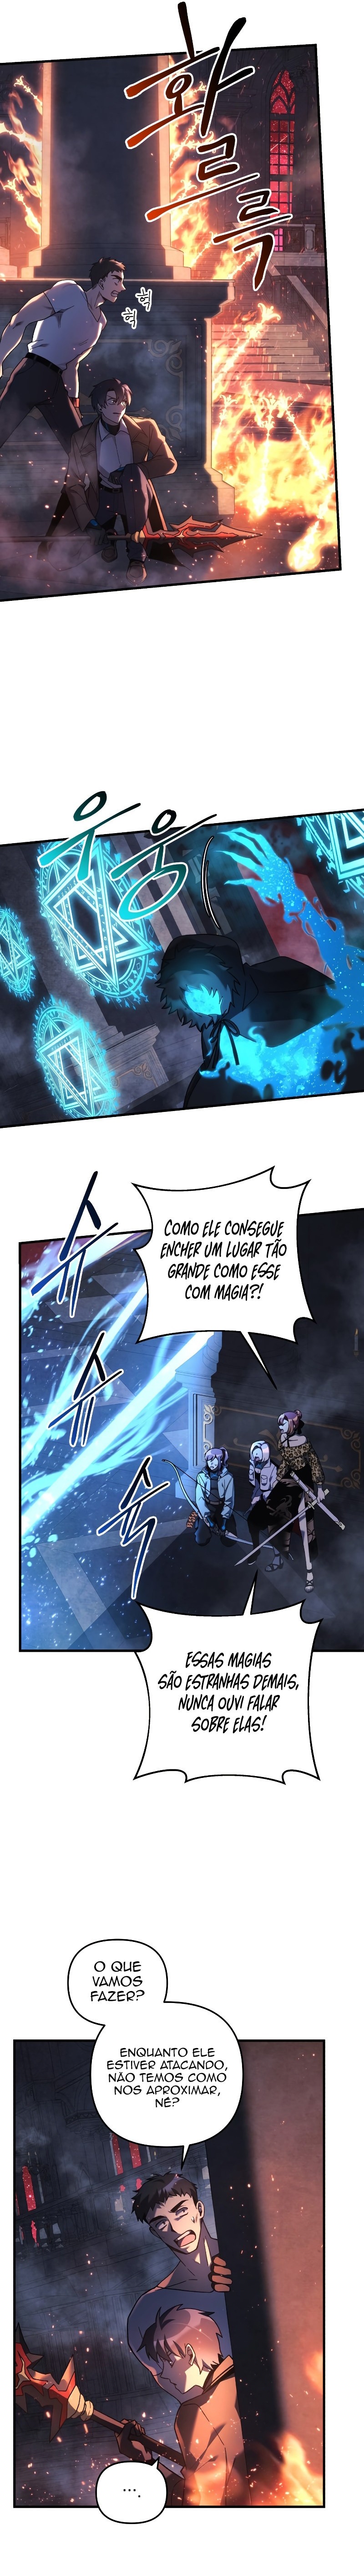 화르륵
헉
헉
우웅
슈
COMO ELE CONSEGUE
ENCHER UM LUGAR TÃO
GRANDE COMO ESSE
COM MAGIA?!
슈
슉
ESSAS MAGIAS
SÃO ESTRANHAS DEMAIS,
NUNCA OUVI FALAR
SOBRE ELAS!
O QUE
VAMOS
FAZER?
ENQUANTO ELE
ESTIVER ATACANDO,
NÃO TEMOS COMO
NOS APROXIMAR,
NÉ?
...